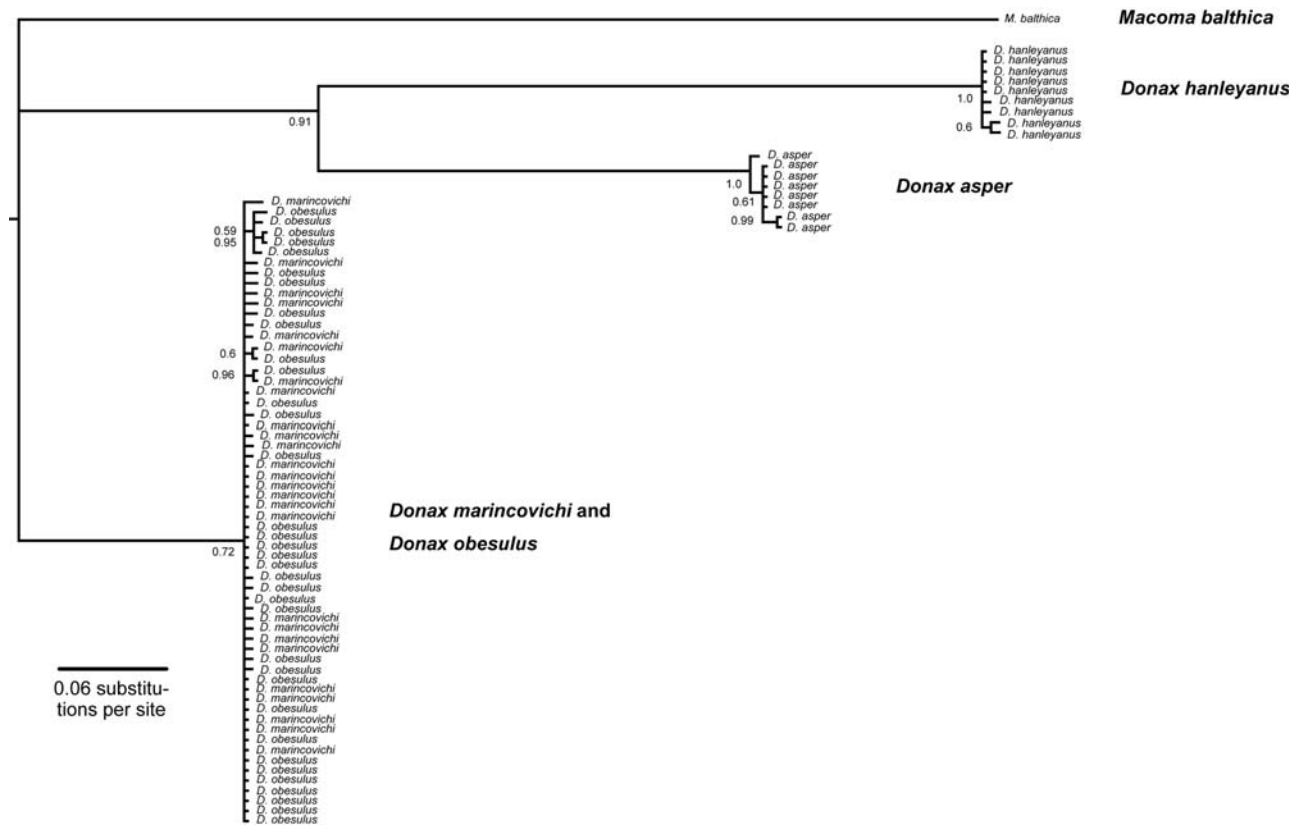 M. balthica
Macoma balthica
D. hanleyanus
D. hanleyanus
D. hanleyanus
D. hanleyanus
D. hanleyanus
D. hanleyanus
D. hanleyanus
D. hanleyanus
D. hanleyanus
1.0
0.6
Donax hanleyanus
0.91
D. asper
D. asper
D. asper
D. asper
D. asper
D. asper
D. asper
D. asper
1.0
0.61
0.99
Donax asper
D. marincovichi
D. obesulus
D. obesulus
D. obesulus
D. obesulus
D. obesulus
0.59
0.95
D. marincovichi
D. obesulus
D. obesulus
D. marincovichi
D. marincovichi
D. obesulus
D. obesulus
D. marincovichi
D. marincovichi
0.6
D. obesulus
D. obesulus
0.96
D. marincovichi
D. marincovichi
D. obesulus
D. obesulus
D. marincovichi
D. marincovichi
D. marincovichi
D. obesulus
D. marincovichi
D. marincovichi
D. marincovichi
D. marincovichi
D. marincovichi
D. marincovichi
Donax marincovichi and
Donax obesulus
D. obesulus
D. obesulus
D. obesulus
D. obesulus
D. obesulus
0.72
D. obesulus
D. obesulus
D. obesulus
D. obesulus
D. marincovichi
D. marincovichi
D. marincovichi
D. marincovichi
D. obesulus
D. obesulus
D. obesulus
D. marincovichi
D. marincovichi
D. obesulus
D. marincovichi
D. marincovichi
D. obesulus
D. marincovichi
D. obesulus
D. obesulus
D. obesulus
D. obesulus
D. obesulus
D. obesulus
D. obesulus
0.06 substitu-
tions per site